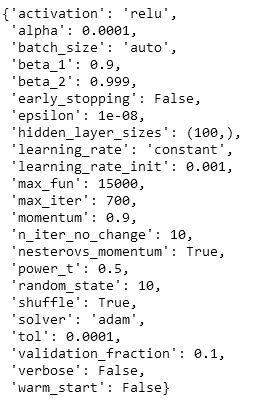 {'activation': 'relu',
'alpha': 0.0001,
'batch_size': 'auto',
'beta_1': 0.9,
'beta_2': 0.999,
'early_stopping': False,
'epsilon': 1e-08,
'hidden_layer_sizes': (100,),
'learning_rate': 'constant',
'learning_rate_init': 0.001,
'max_fun': 15000,
'max_iter': 700,
'momentum': 0.9,
'n_iter_no_change': 10,
'nesterovs_momentum': True,
'power_t': 0.5,
'random_state': 10,
'shuffle': True,
'solver': 'adam',
'tol': 0.0001,
'validation_fraction': 0.1,
'verbose': False,
'warm_start': False}